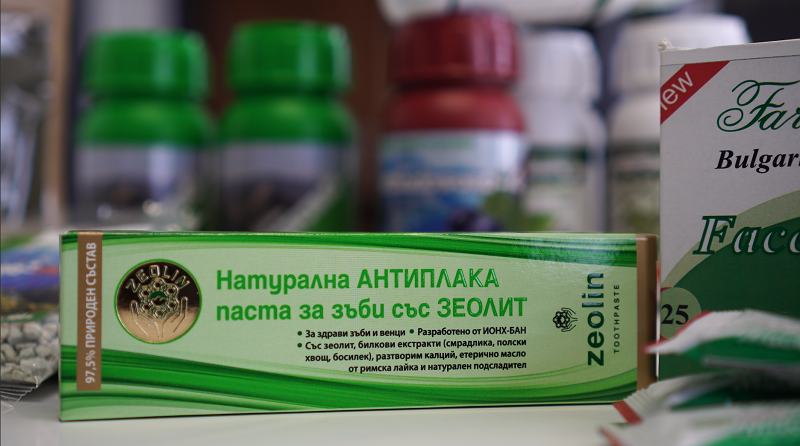 97,5% ПРИРОДЕН СЪСТАВ
ZEOLIN
Натурална АНТИПЛАКА
паста за зъби със ЗЕОЛИТ
• За здрави зъби и венци • Разработено от ИОНХ-БАН
• Със зеолит, билкови екстракти (смрадлика, полски
хвощ, босилек), разтворим калций, етерично масло
от римска лайка и натурален подсладител
zeolin
TOOTHPASTE
new
25